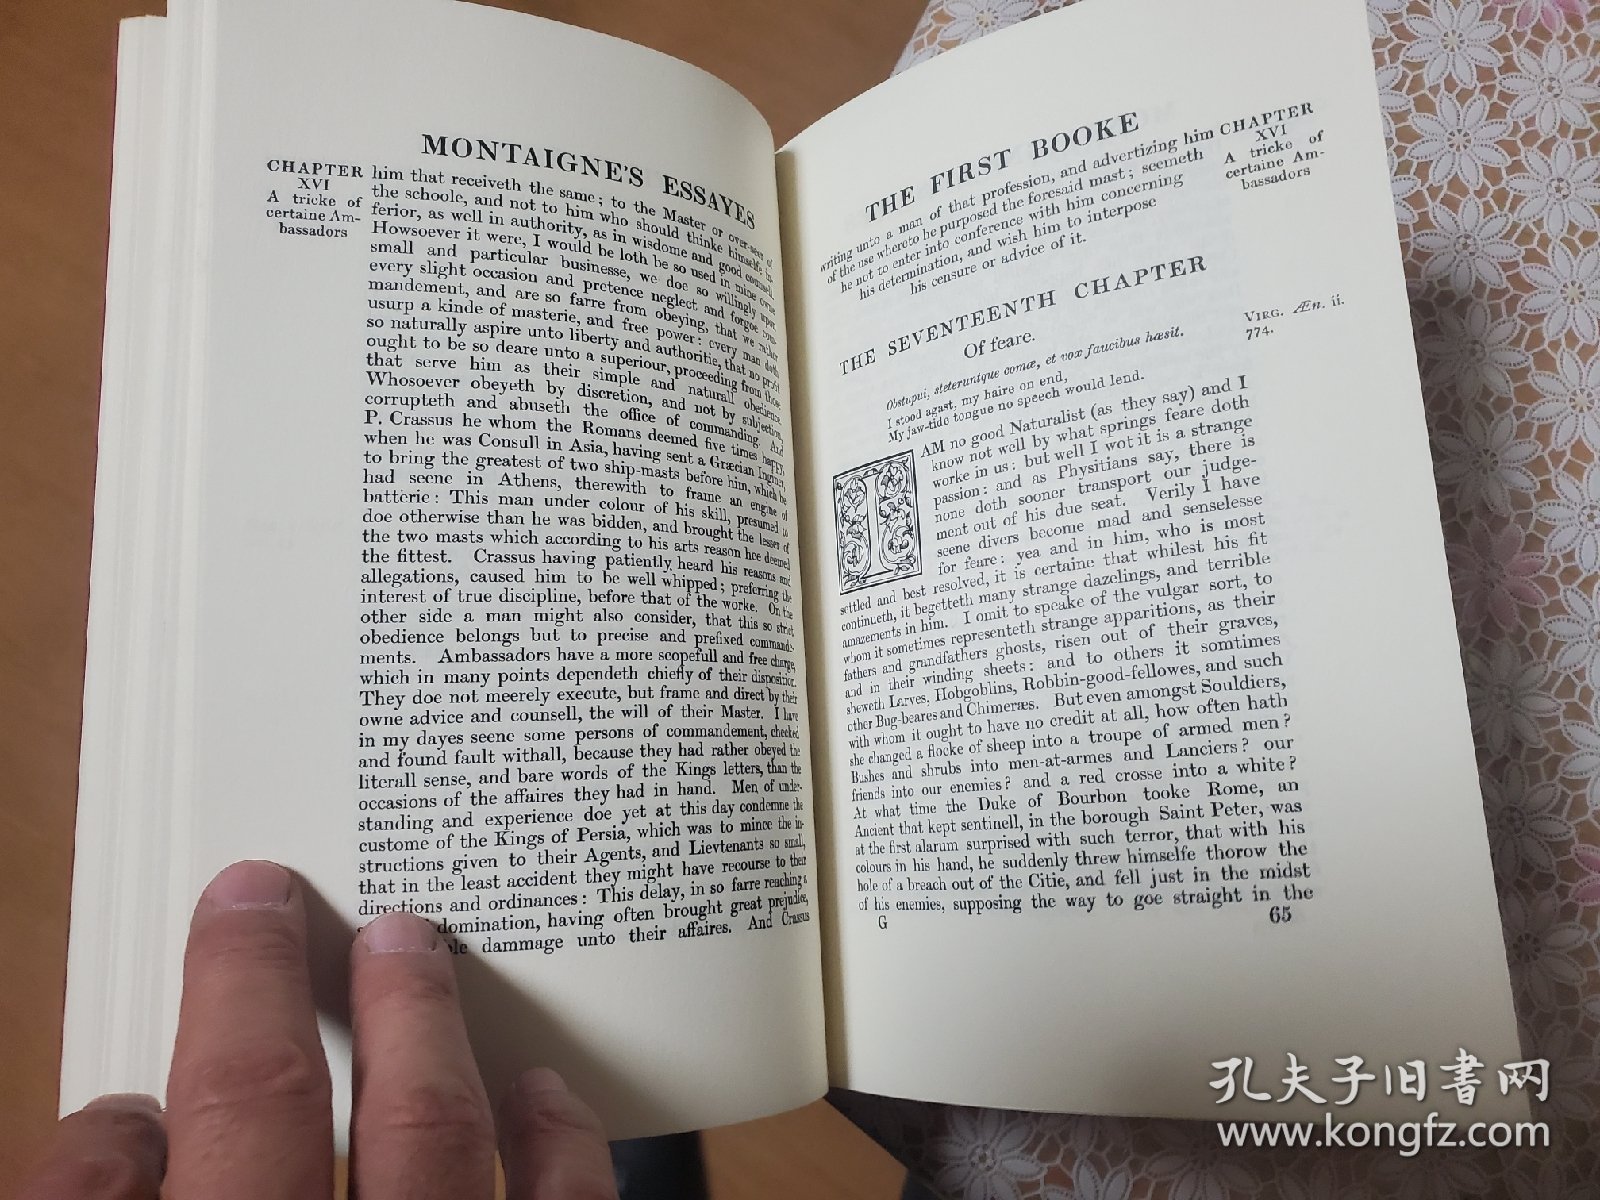 MONTAIGNE'S ESSAYES
CHAPTER
XVI
A tricke of
certaine Am-
bassadors
him that receiveth the same; to the Master or over-seer of
the schoole, and not to him who should thinke himselfe in-
ferior, as well in authority, as in wisdome and good counsell.
Howsoever it were, I would be loth be so used in mine owne
small and particular businesse, we doe so willingly upon
every slight occasion and pretence neglect and forgoe com-
mandement, and are so farre from obeying, that we rather
usurp a kinde of masterie, and free power: every man doth
so naturally aspire unto liberty and authoritie, that no profit
ought to be so deare unto a superiour, proceeding from those
that serve him as their simple and naturall obedience.
Whosoever obeyeth by discretion, and not by subjection,
corrupteth and abuseth the office of commanding. And
P. Crassus he whom the Romans deemed five times happy,
when he was Consull in Asia, having sent a Græcian Inginer,
to bring the greatest of two ship-masts before him, which he
had seene in Athens, therewith to frame an engine of
batterie: This man under colour of his skill, presumed to
doe otherwise than he was bidden, and brought the lesser of
the two masts which according to his arts reason hee deemed
the fittest. Crassus having patiently heard his reasons and
allegations, caused him to be well whipped; preferring the
interest of true discipline, before that of the worke. On the
other side a man might also consider, that this so strict
obedience belongs but to precise and prefixed commande-
ments. Ambassadors have a more scopefull and free charge,
which in many points dependeth chiefly of their disposition.
They doe not meerely execute, but frame and direct by their
owne advice and counsell, the will of their Master. I have
in my dayes seene some persons of commandement, checked
and found fault withall, because they had rather obeyed the
literall sense, and bare words of the Kings letters, than the
occasions of the affaires they had in hand. Men of under-
standing and experience doe yet at this day condemne the
custome of the Kings of Persia, which was to mince the in-
structions given to their Agents, and Lievtenants so small,
that in the least accident they might have recourse to their
directions and ordinances: This delay, in so farre reaching a
domination, having often brought great prejudice,
dammage unto their affaires. And Crassus
THE FIRST BOOKE
writing unto a man of that profession, and advertizing him
of the use whereto be purposed the foresaid mast; seemeth
he not to enter into conference with him concerning
his determination, and wish him to interpose
his censure or advice of it.
CHAPTER
XVI
A tricke of
certaine Am-
bassadors
THE SEVENTEENTH CHAPTER
Of feare.
Obstupui, steteruntque comæ, et vox faucibus hæsit.
VIRG. Æn. ii.
774.
I stood agast, my haire on end,
My jaw-tide tongue no speech would lend.
I AM no good Naturalist (as they say) and I
know not well by what springs feare doth
worke in us: but well I wot it is a strange
passion: and as Physitians say, there is
none doth sooner transport our judge-
ment out of his due seat. Verily I have
seene divers become mad and senselesse
for feare: yea and in him, who is most
settled and best resolved, it is certaine that whilest his fit
continueth, it begetteth many strange dazelings, and terrible
amazements in him. I omit to speake of the vulgar sort, to
whom it sometimes representeth strange apparitions, as their
fathers and grandfathers ghosts, risen out of their graves,
and in their winding sheets: and to others it somtimes
sheweth Larves, Hobgoblins, Robbin-good-fellowes, and such
other Bug-beares and Chimeræs. But even amongst Souldiers,
with whom it ought to have no credit at all, how often hath
she changed a flocke of sheep into a troupe of armed men?
Bushes and shrubs into men-at-armes and Lanciers? our
friends into our enemies? and a red crosse into a white?
At what time the Duke of Bourbon tooke Rome, an
Ancient that kept sentinell, in the borough Saint Peter, was
at the first alarum surprised with such terror, that with his
colours in his hand, he suddenly threw himselfe thorow the
hole of a breach out of the Citie, and fell just in the midst
of his enemies, supposing the way to goe straight in the
G
65
孔夫子旧书网
www.kongfz.com